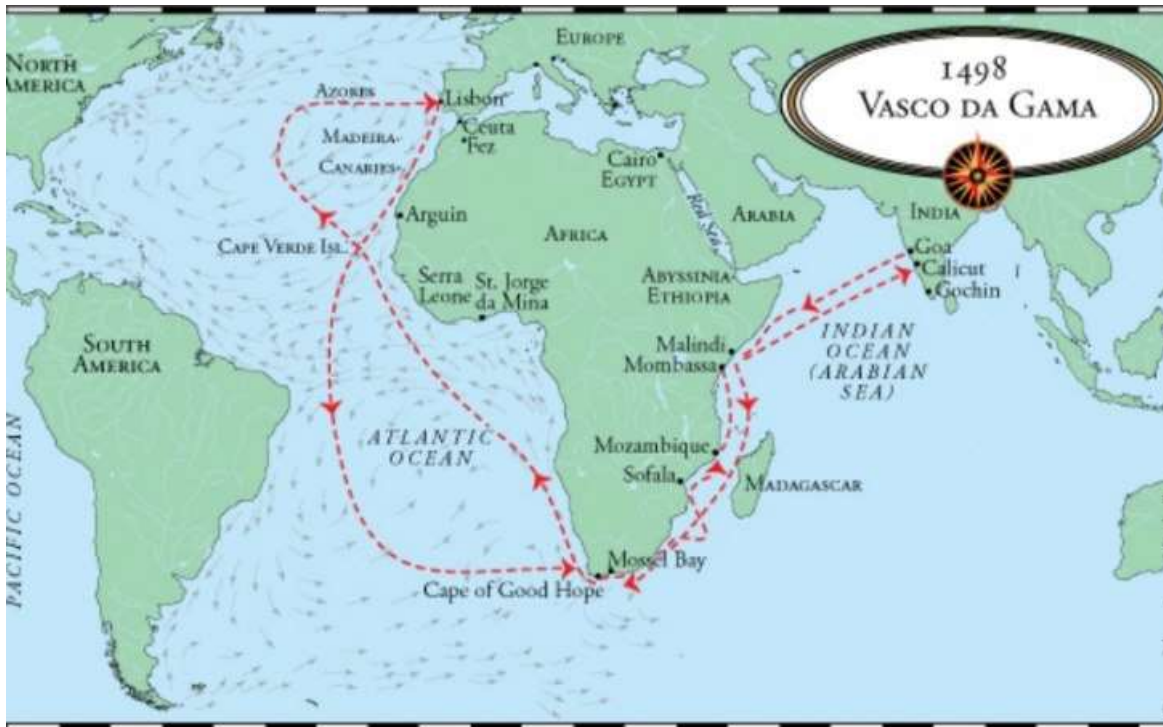 1498
VASCO DA GAMA
NORTH
AMERICA
EUROPE
AZORES
Lisbon
MADEIRA
Ceuta
Fez
CANARIES
Cairo
EGYPT
Red Sea
ARABIA
INDIA
Arguin
AFRICA
CAPE VERDE ISL.
Goa
Calicut
Gochin
Serra
Leone
St. Jorge
da Mina
ABYSSINIA
ETHIOPIA
SOUTH
AMERICA
Malindi
Mombassa
INDIAN
OCEAN
(ARABIAN
SEA)
PACIFIC OCEAN
ATLANTIC
OCEAN
Mozambique
Sofala
MADAGASCAR
Mossel Bay
Cape of Good Hope